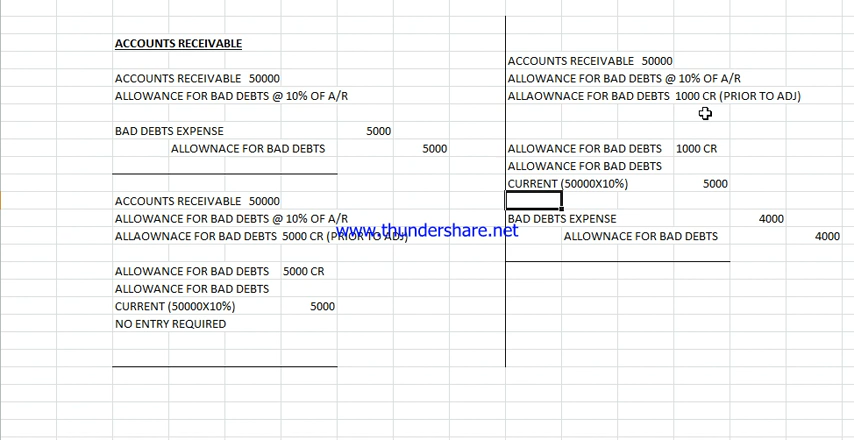 ACCOUNTS RECEIVABLE
ACCOUNTS RECEIVABLE 50000
ALLOWANCE FOR BAD DEBTS @ 10% OF A/R
BAD DEBTS EXPENSE 5000
ALLOWNACE FOR BAD DEBTS 5000
ACCOUNTS RECEIVABLE 50000
ALLOWANCE FOR BAD DEBTS @ 10% OF A/R
ALLAOWNACE FOR BAD DEBTS 5000 CR (PRIOR TO ADJ)
ALLOWANCE FOR BAD DEBTS 5000 CR
ALLOWANCE FOR BAD DEBTS
CURRENT (50000X10%) 5000
NO ENTRY REQUIRED
www.thundershare.net
ACCOUNTS RECEIVABLE 50000
ALLOWANCE FOR BAD DEBTS @ 10% OF A/R
ALLAOWNACE FOR BAD DEBTS 1000 CR (PRIOR TO ADJ)
ALLOWANCE FOR BAD DEBTS 1000 CR
ALLOWANCE FOR BAD DEBTS
CURRENT (50000X10%) 5000
BAD DEBTS EXPENSE 4000
ALLOWNACE FOR BAD DEBTS 4000